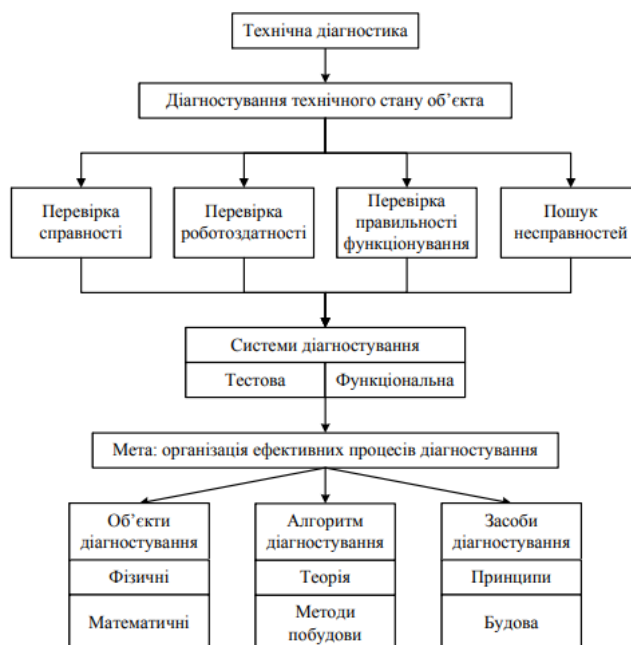 Технічна діагностика
Діагностування технічного стану об’єкта
Перевірка
справності
Перевірка
роботоздатності
Перевірка
правильності
функціонування
Пошук
несправностей
Системи діагностування
Тестова
Функціональна
Мета: організація ефективних процесів діагностування
Об’єкти
діагностування
Фізичні
Математичні
Алгоритм
діагностування
Теорія
Методи
побудови
Засоби
діагностування
Принципи
Будова